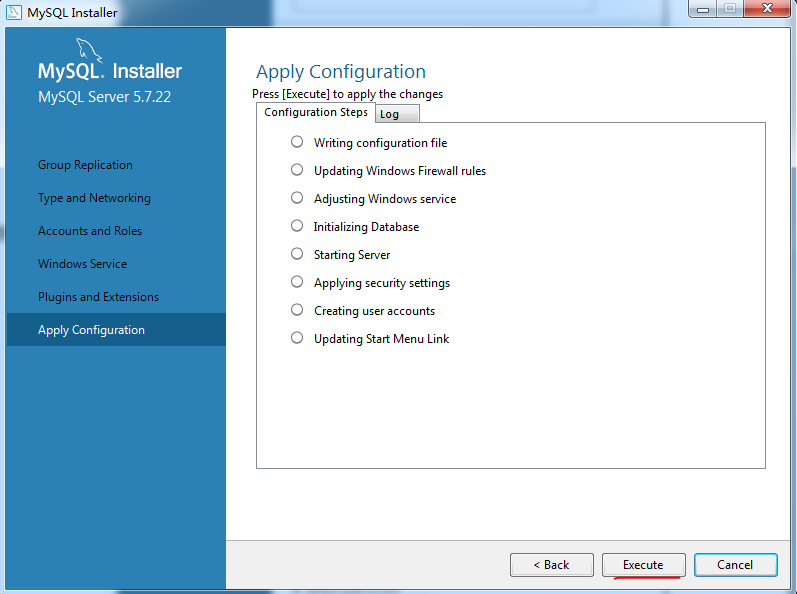 MySQL Installer
MySQL. Installer
MySQL Server 5.7.22
Group Replication
Type and Networking
Accounts and Roles
Windows Service
Plugins and Extensions
Apply Configuration
Apply Configuration
Press [Execute] to apply the changes
Configuration Steps Log
Writing configuration file
Updating Windows Firewall rules
Adjusting Windows service
Initializing Database
Starting Server
Applying security settings
Creating user accounts
Updating Start Menu Link
< Back Execute Cancel